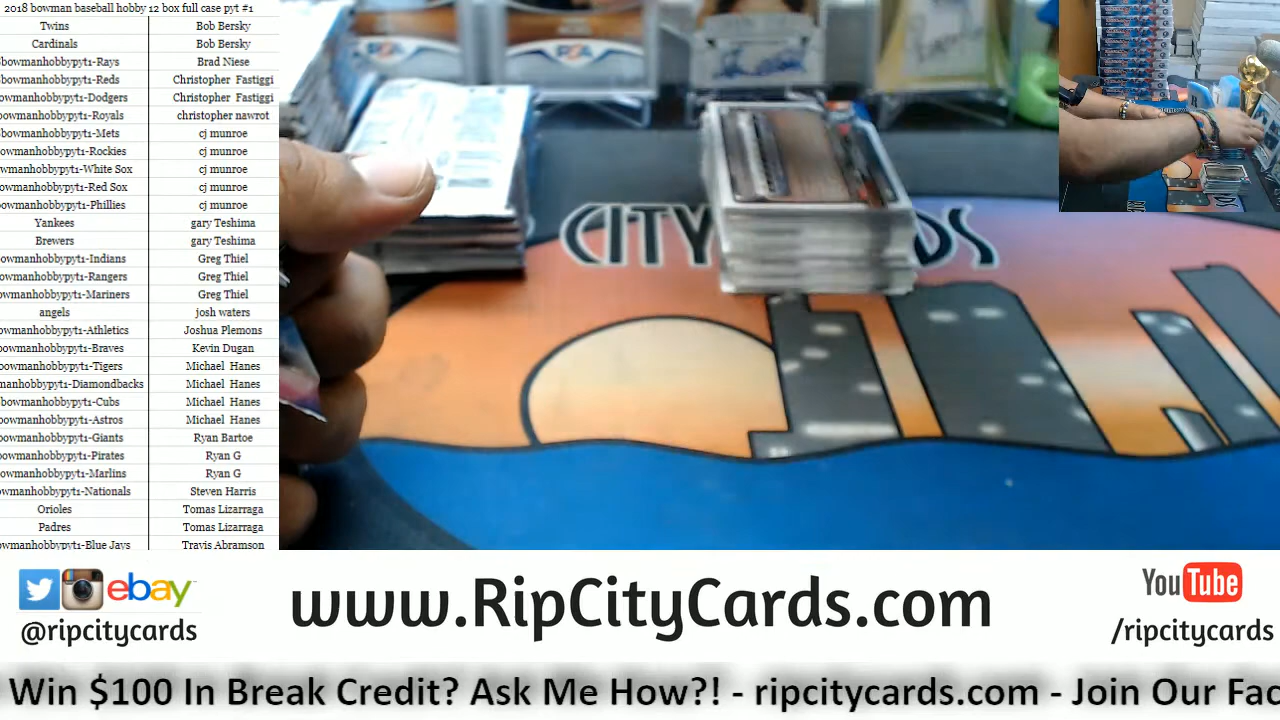 2018 bowman baseball hobby 12 box full case pyt #1
Twins Bob Bersky
Cardinals Bob Bersky
bowmanhobbypyt1-Rays Brad Niese
bowmanhobbypyt1-Reds Christopher Fastiggi
owmanhobbypyt1-Dodgers Christopher Fastiggi
owmanhobbypyt1-Royals christopher nawrot
bowmanhobbypyt1-Mets cj munroe
owmanhobbypyt1-Rockies cj munroe
wmanhobbypyt1-White Sox cj munroe
wmanhobbypyt1-Red Sox cj munroe
owmanhobbypyt1-Phillies cj munroe
Yankees gary Teshima
Brewers gary Teshima
owmanhobbypyt1-Indians Greg Thiel
owmanhobbypyt1-Rangers Greg Thiel
owmanhobbypyt1-Mariners Greg Thiel
angels josh waters
owmanhobbypyt1-Athletics Joshua Plemons
bowmanhobbypyt1-Braves Kevin Dugan
owmanhobbypyt1-Tigers Michael Hanes
manhobbypyt1-Diamondbacks Michael Hanes
bowmanhobbypyt1-Cubs Michael Hanes
owmanhobbypyt1-Astros Michael Hanes
owmanhobbypyt1-Giants Ryan Bartoe
owmanhobbypyt1-Pirates Ryan G
owmanhobbypyt1-Marlins Ryan G
wmanhobbypyt1-Nationals Steven Harris
Orioles Tomas Lizarraga
Padres Tomas Lizarraga
owmanhobbypyt1-Blue Jays Travis Abramson
CITY
DS
ebay
@ripcitycards
www.RipCityCards.com
YouTube
/ripcitycards
Win $100 In Break Credit? Ask Me How?! - ripcitycards.com - Join Our Fac